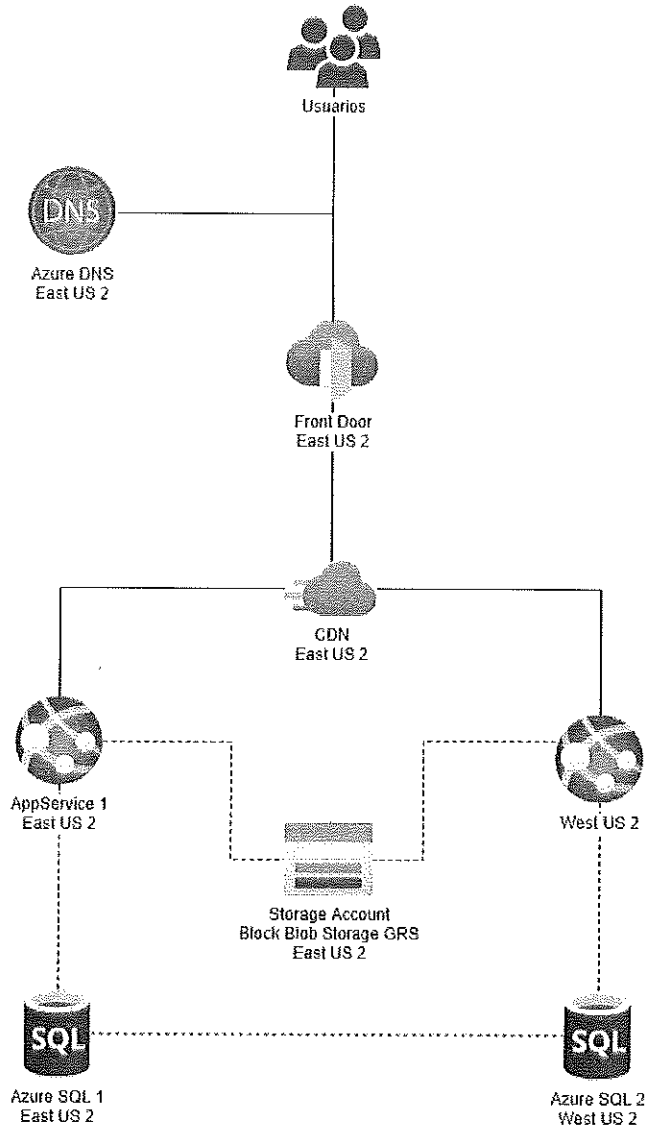 Usuarios
DNS
Azure DNS
East US 2
Front Door
East US 2
CDN
East US 2
AppService 1
East US 2
West US 2
Storage Account
Block Blob Storage GRS
East US 2
SQL
Azure SQL 1
East US 2
SQL
Azure SQL 2
West US 2